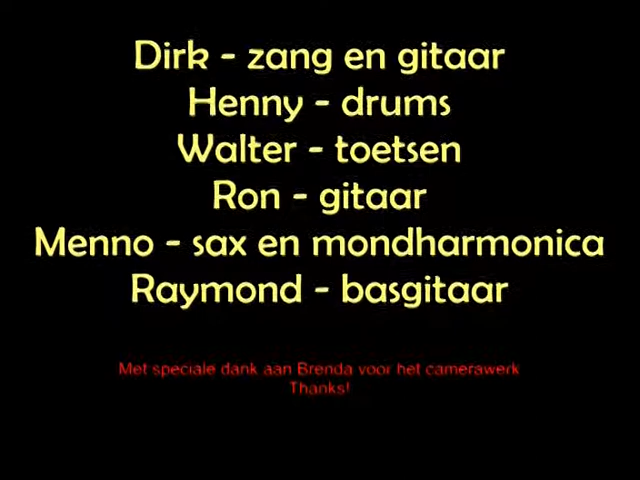 Dirk - zang en gitaar
Henny - drums
Walter - toetsen
Ron - gitaar
Menno - sax en mondharmonica
Raymond - basgitaar
Met speciale dank aan Brenda voor het camerawerk
Thanks!